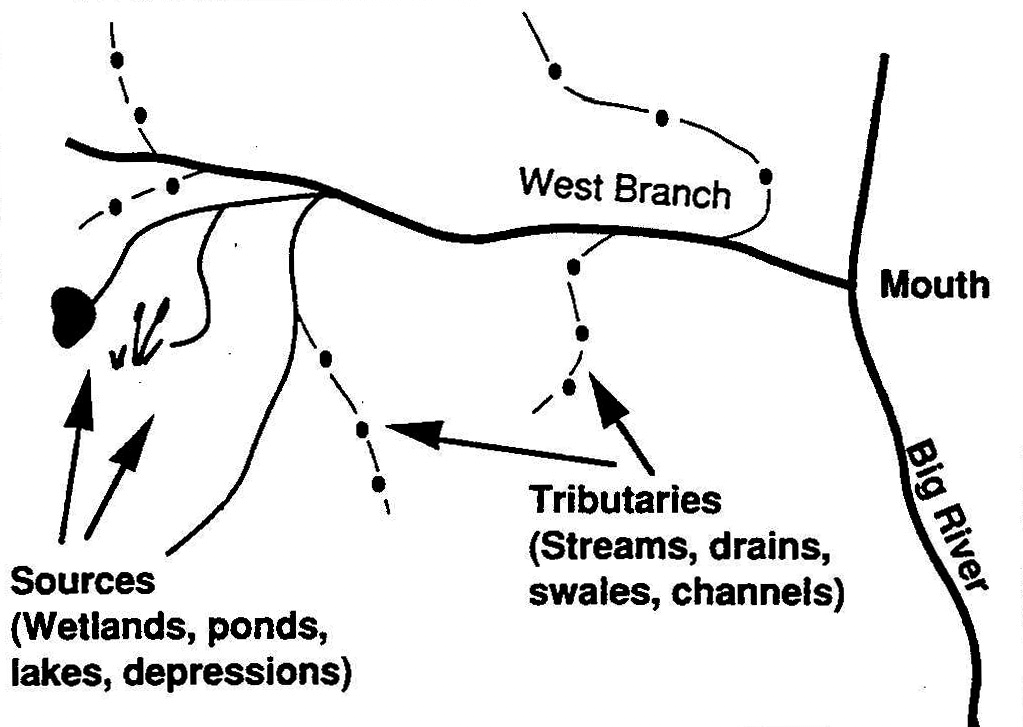 West Branch
Mouth
Big River
Tributaries
(Streams, drains,
swales, channels)
Sources
(Wetlands, ponds,
lakes, depressions)